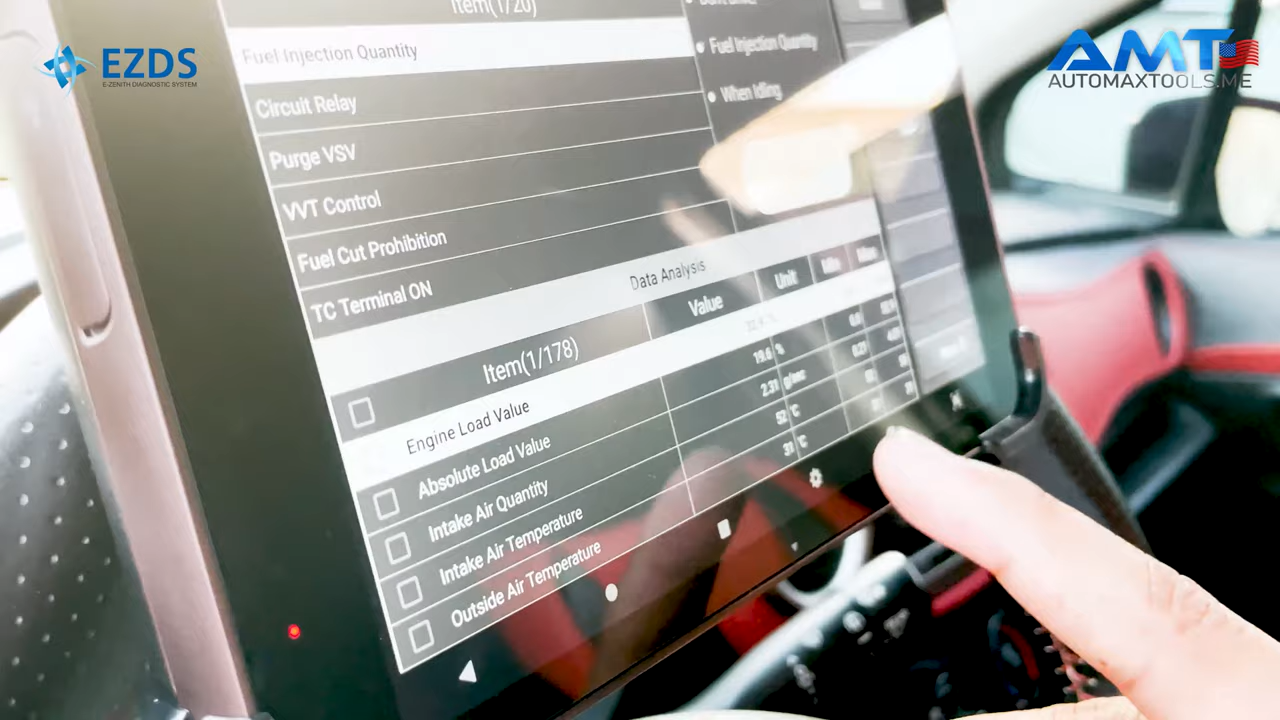 EZDS
E-ZENITH DIAGNOSTIC SYSTEM
AMT
AUTOMAXTOOLS.ME
Item(1/20)
Fuel Injection Quantity
Circuit Relay
Purge VSV
VVT Control
Fuel Cut Prohibition
TC Terminal ON
Fuel Injection Quantity
When Idling
Data Analysis
Item(1/178) Value Unit
Engine Load Value
Absolute Load Value 19.6 %
Intake Air Quantity 2.31
Intake Air Temperature 52 °C
Outside Air Temperature 31 °C